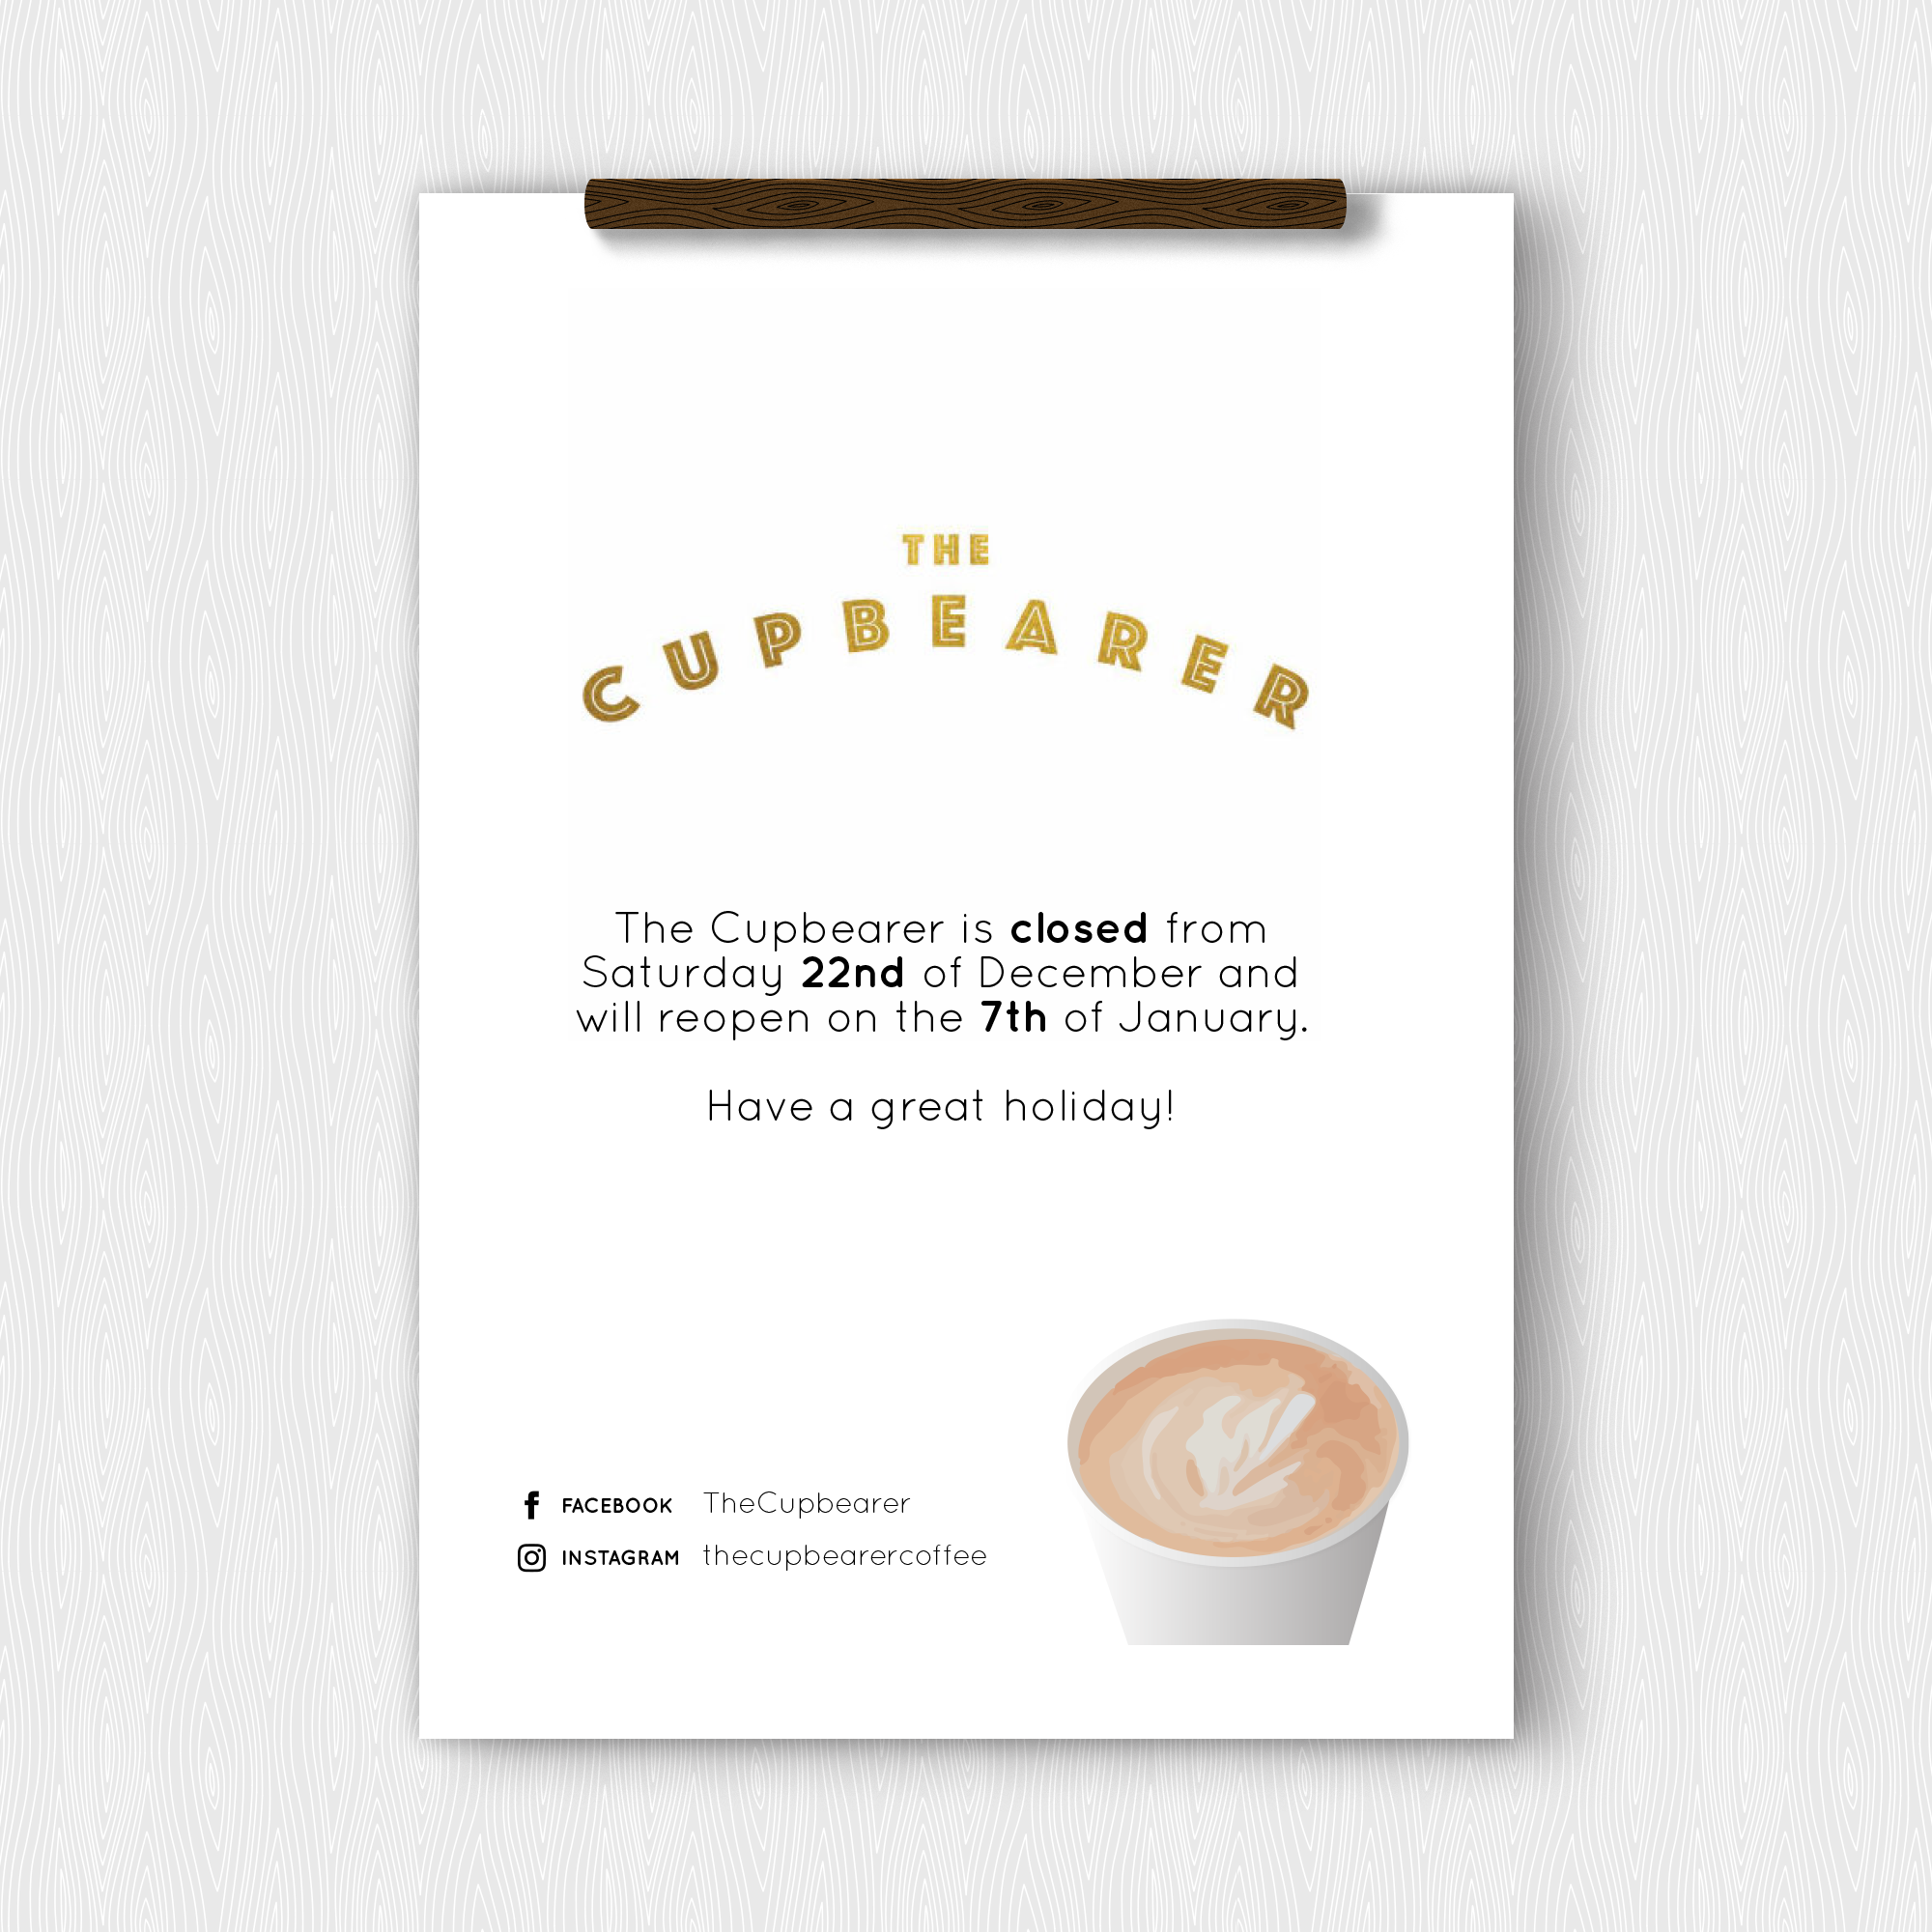 THE
CUPBEARER
The Cupbearer is closed from
Saturday 22nd of December and
will reopen on the 7th of January.
Have a great holiday!
FACEBOOK TheCupbearer
INSTAGRAM thecupbearercoffee